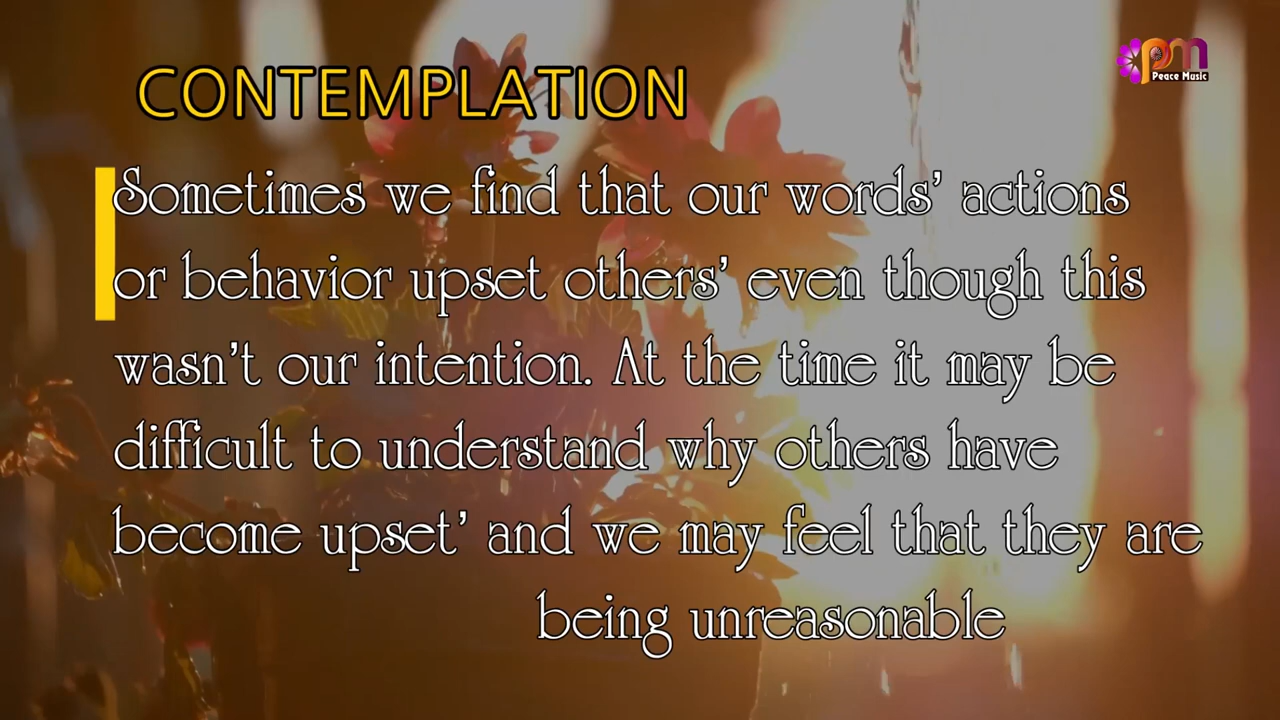 CONTEMPLATION
pm
Peace Music
Sometimes we find that our words’ actions
or behavior upset others’ even though this
wasn’t our intention. At the time it may be
difficult to understand why others have
become upset’ and we may feel that they are
being unreasonable